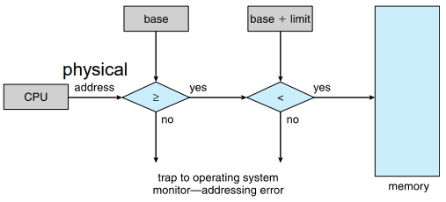 base
base + limit
physical
address
CPU
≥
yes
<
yes
no
no
trap to operating system
monitor—addressing error
memory